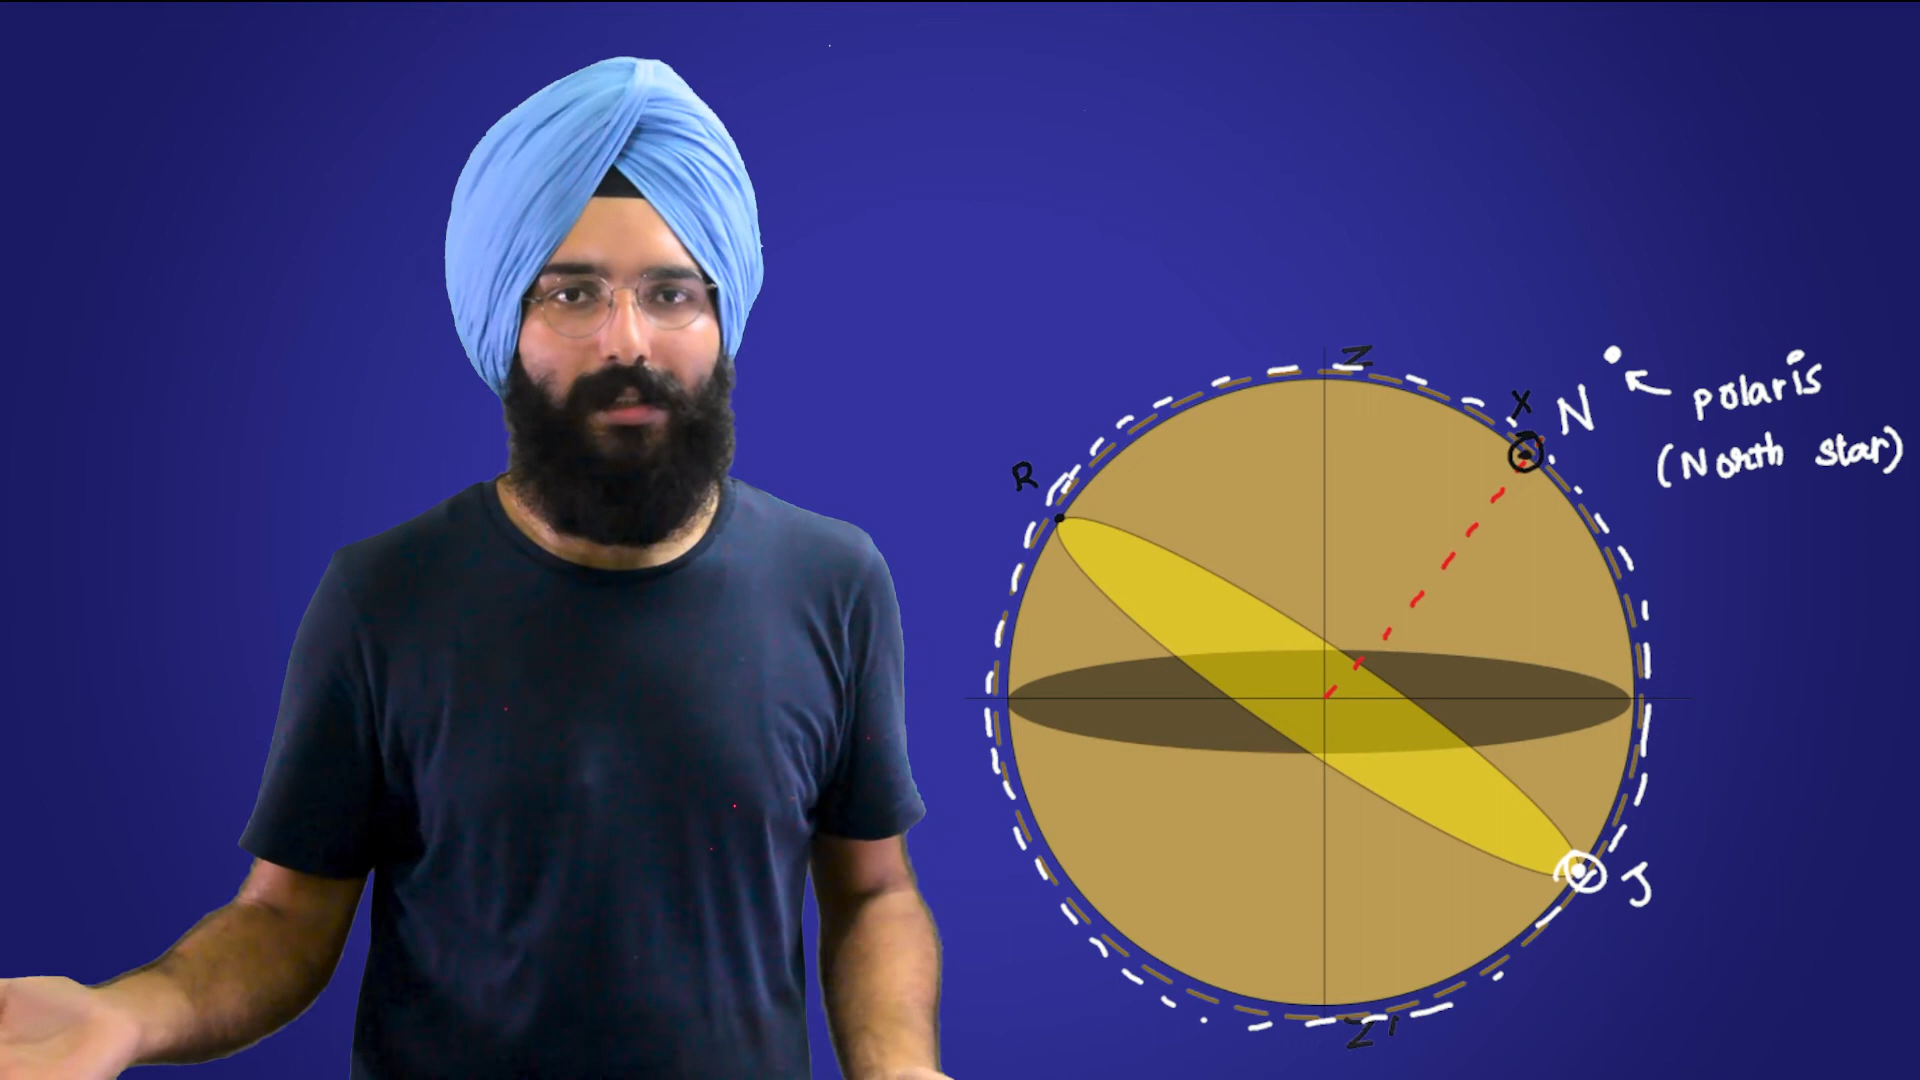 Z
X
N
polaris
(North star)
R
J
Z'